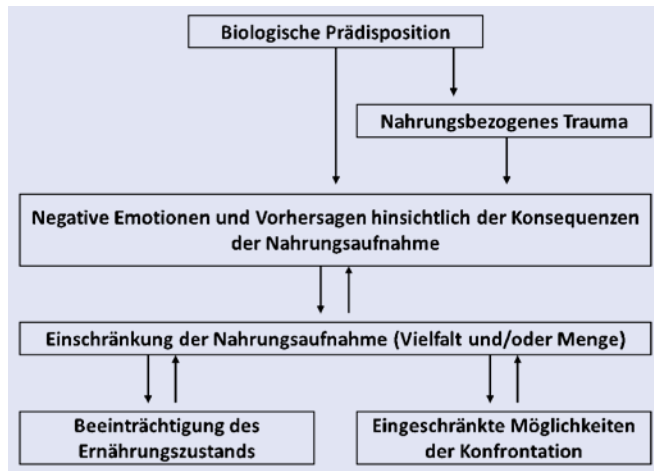 Biologische Prädisposition
Nahrungsbezogenes Trauma
Negative Emotionen und Vorhersagen hinsichtlich der Konsequenzen
der Nahrungsaufnahme
Einschränkung der Nahrungsaufnahme (Vielfalt und/oder Menge)
Beeinträchtigung des
Ernährungszustands
Eingeschränkte Möglichkeiten
der Konfrontation